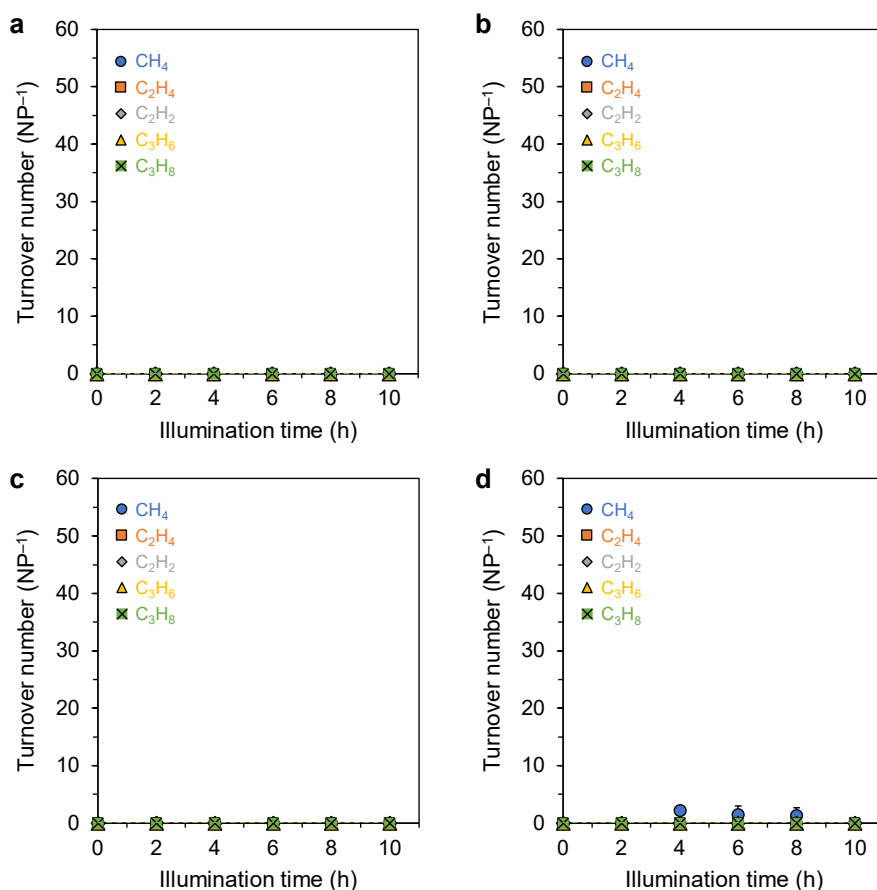 a
Turnover number (NP⁻¹)
60
50
40
30
20
10
0
CH₄
C₂H₄
C₂H₂
C₃H₆
C₃H₈
0 2 4 6 8 10
Illumination time (h)
b
Turnover number (NP⁻¹)
60
50
40
30
20
10
0
CH₄
C₂H₄
C₂H₂
C₃H₆
C₃H₈
0 2 4 6 8 10
Illumination time (h)
c
Turnover number (NP⁻¹)
60
50
40
30
20
10
0
CH₄
C₂H₄
C₂H₂
C₃H₆
C₃H₈
0 2 4 6 8 10
Illumination time (h)
d
Turnover number (NP⁻¹)
60
50
40
30
20
10
0
CH₄
C₂H₄
C₂H₂
C₃H₆
C₃H₈
0 2 4 6 8 10
Illumination time (h)